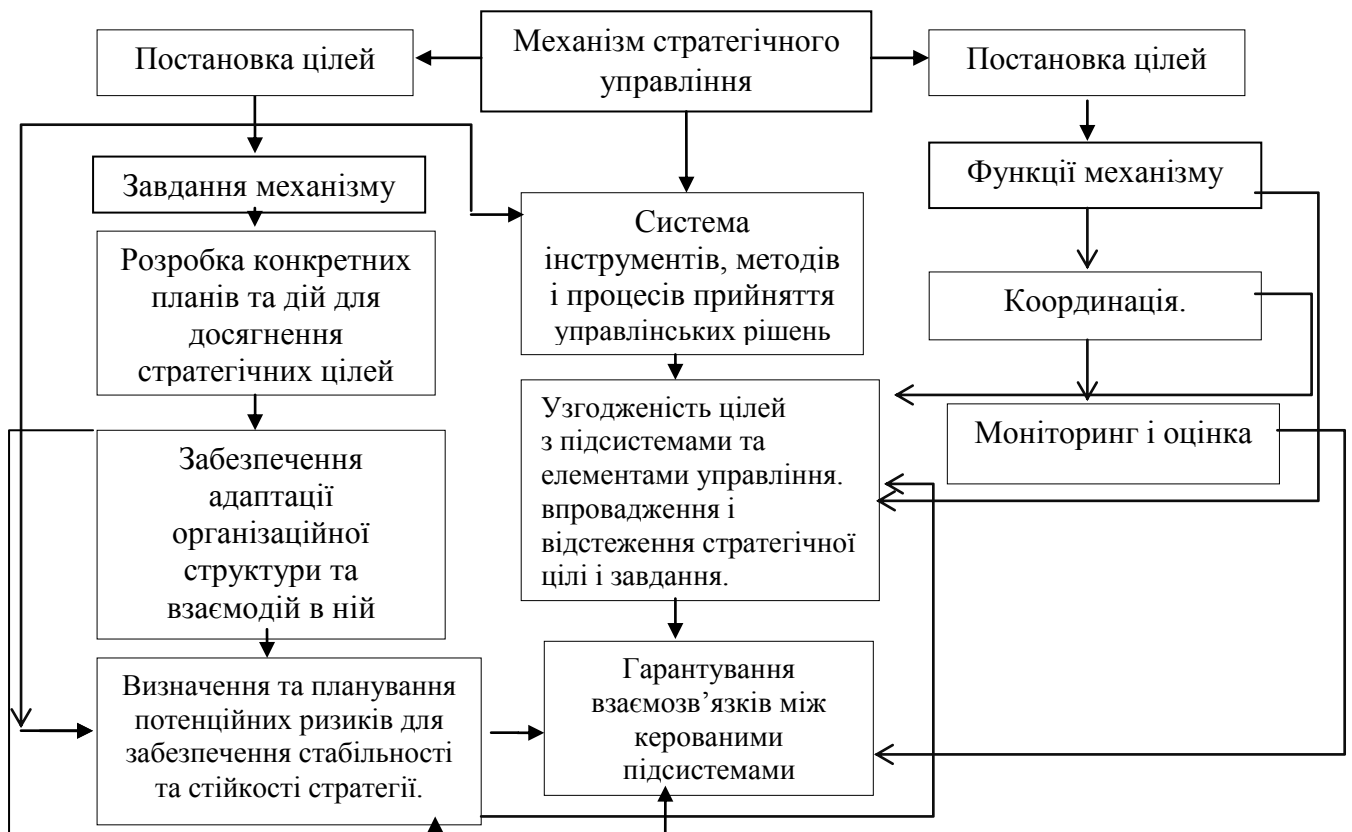 Механізм стратегічного
управління
Постановка цілей
Постановка цілей
Завдання механізму
Функції механізму
Розробка конкретних
планів та дій для
досягнення
стратегічних цілей
Система
інструментів, методів
і процесів прийняття
управлінських рішень
Координація.
Забезпечення
адаптації
організаційної
структури та
взаємодій в ній
Узгодженість цілей
з підсистемами та
елементами управління.
впровадження і
відстеження стратегічної
цілі і завдання.
Моніторинг і оцінка
Визначення та планування
потенційних ризиків для
забезпечення стабільності
та стійкості стратегії.
Гарантування
взаємозв’язків між
керованими
підсистемами